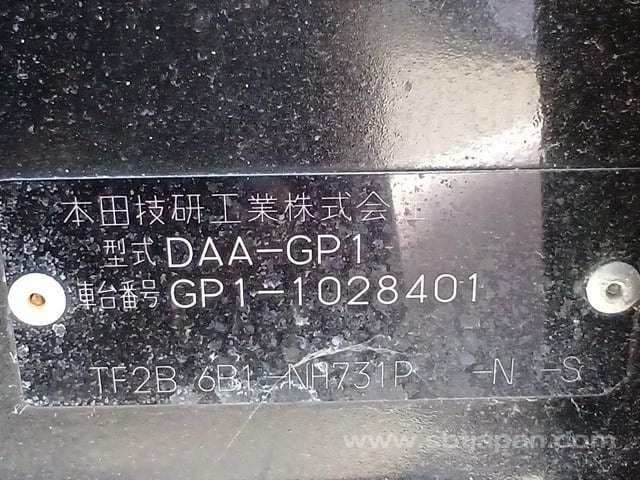 本田技研工業株式会社
型式 DAA-GP1
車台番号 GP1-1028401
TF2B 6B1-NH731P -N -S
www.sbtjapan.com